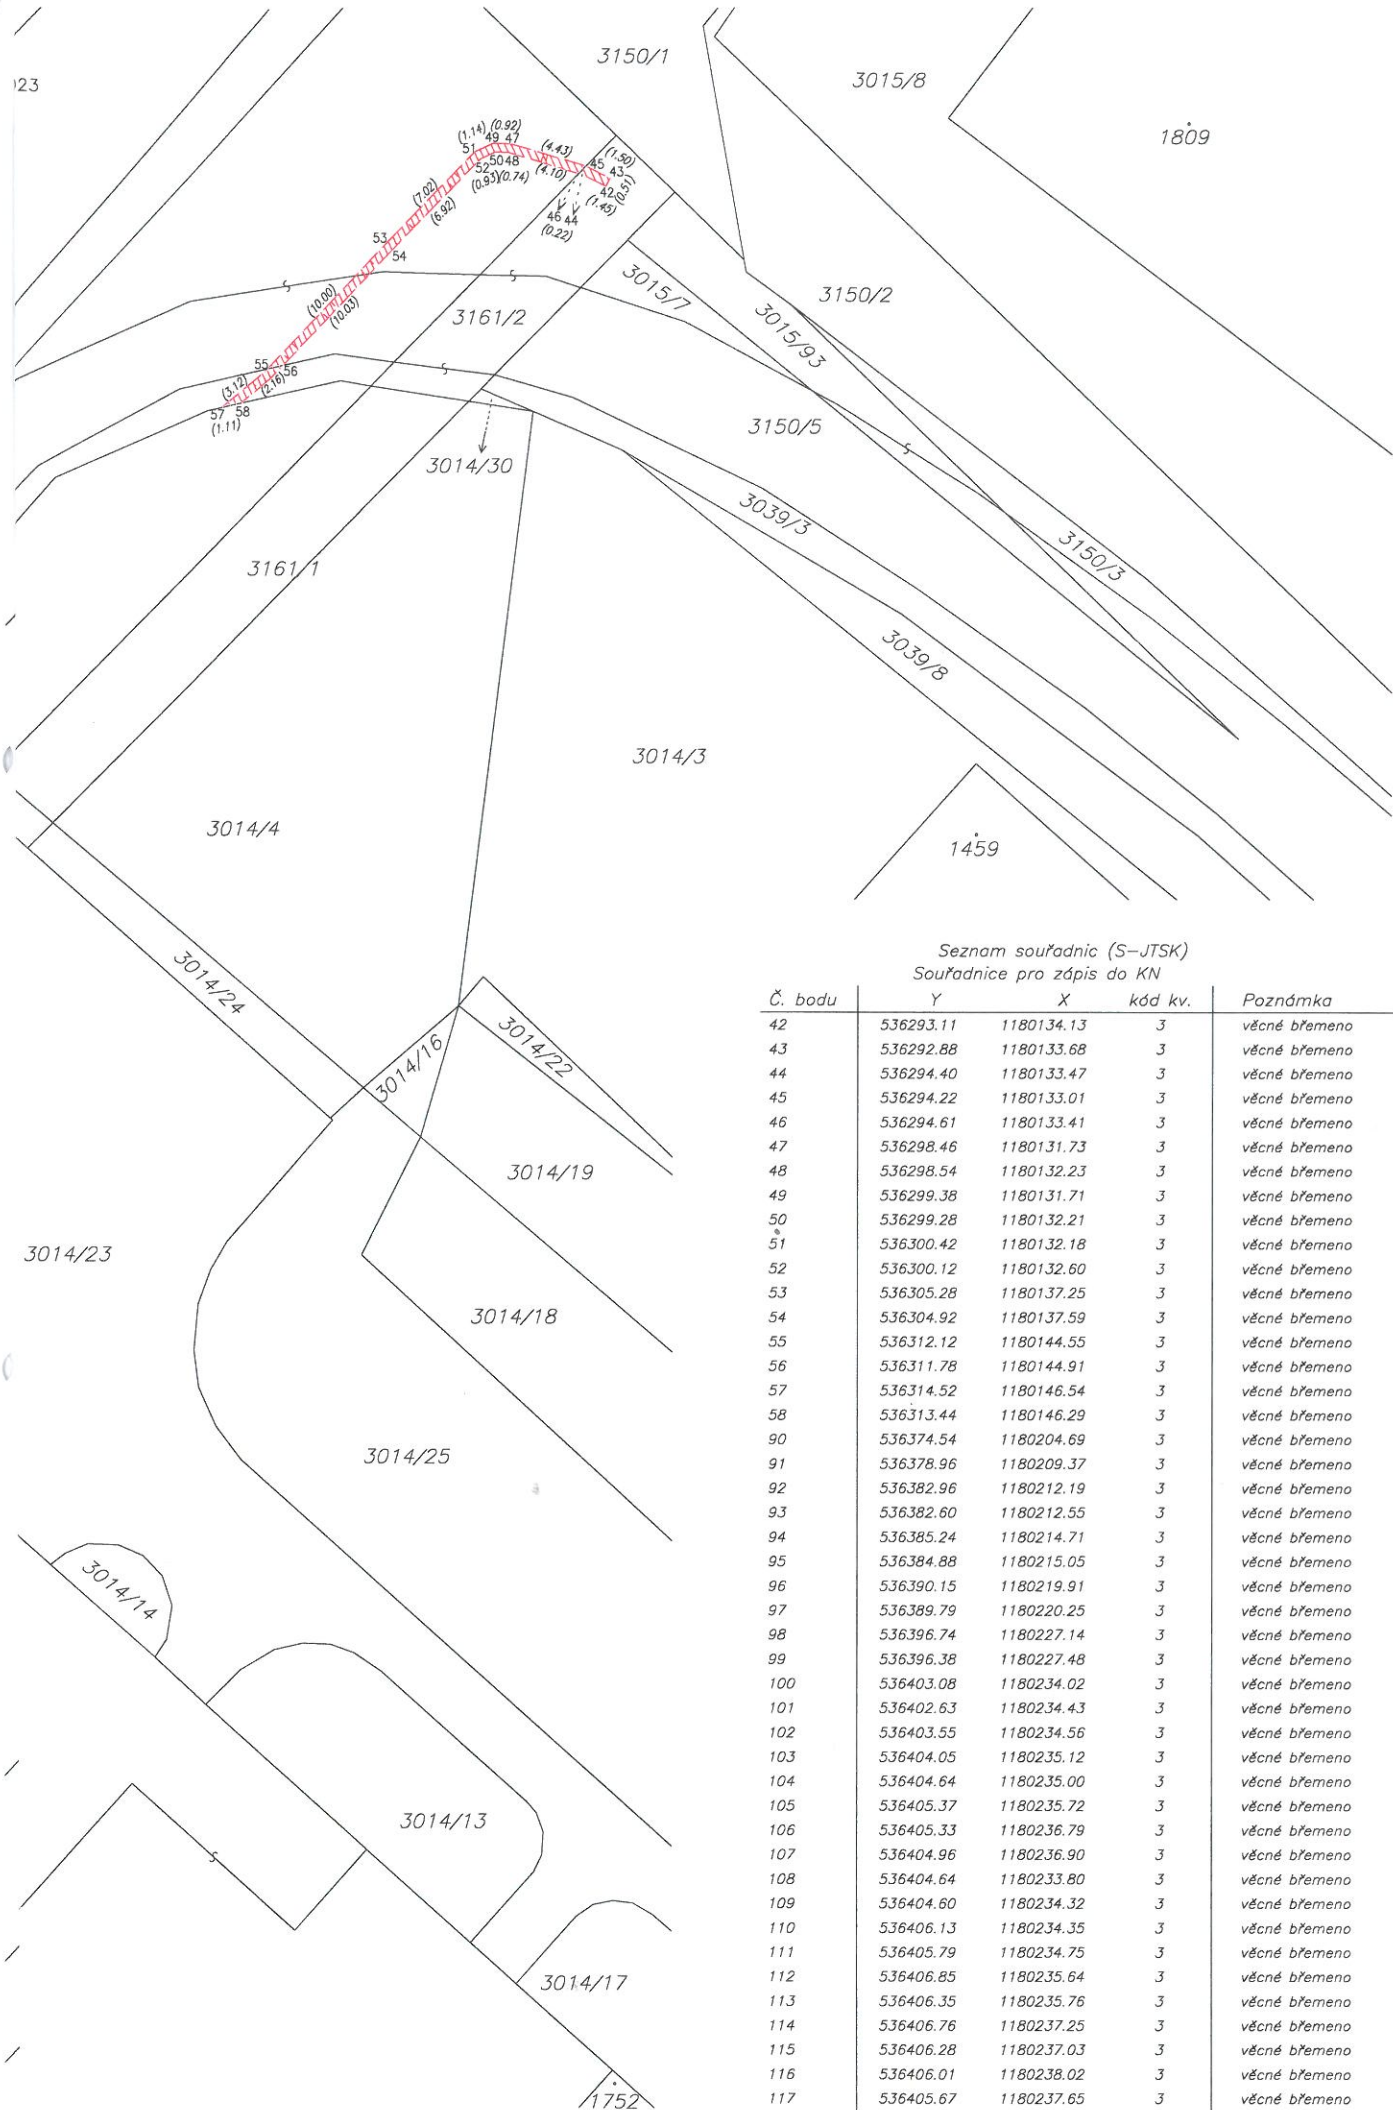 3150/1
3015/8
023
1809
(1.14) (0.92)
49 47
51
(4.43)
(1.50)
45
43
52 50 48
(4.10)
(0.93) (0.74)
42
(0.51)
(1.45)
(7.02)
(6.92)
46 44
(0.22)
53
54
3015/7
3150/2
(10.00)
(10.03)
3161/2
3015/93
55
56
(3.12)
(2.16)
57 58
(1.11)
3150/5
3014/30
3039/3
3161/1
3150/3
3039/8
3014/3
3014/4
1459
3014/24
Seznam souřadnic (S-JTSK)
Souřadnice pro zápis do KN
Č. bodu Y X kód kv. Poznámka
42 536293.11 1180134.13 3 věcné břemeno
43 536292.88 1180133.68 3 věcné břemeno
44 536294.40 1180133.47 3 věcné břemeno
45 536294.22 1180133.01 3 věcné břemeno
46 536294.61 1180133.41 3 věcné břemeno
47 536298.46 1180131.73 3 věcné břemeno
48 536298.54 1180132.23 3 věcné břemeno
49 536299.38 1180131.71 3 věcné břemeno
50 536299.28 1180132.21 3 věcné břemeno
51 536300.42 1180132.18 3 věcné břemeno
52 536300.12 1180132.60 3 věcné břemeno
53 536305.28 1180137.25 3 věcné břemeno
54 536304.92 1180137.59 3 věcné břemeno
55 536312.12 1180144.55 3 věcné břemeno
56 536311.78 1180144.91 3 věcné břemeno
57 536314.52 1180146.54 3 věcné břemeno
58 536313.44 1180146.29 3 věcné břemeno
90 536374.54 1180204.69 3 věcné břemeno
91 536378.96 1180209.37 3 věcné břemeno
92 536382.96 1180212.19 3 věcné břemeno
93 536382.60 1180212.55 3 věcné břemeno
94 536385.24 1180214.71 3 věcné břemeno
95 536384.88 1180215.05 3 věcné břemeno
96 536390.15 1180219.91 3 věcné břemeno
97 536389.79 1180220.25 3 věcné břemeno
98 536396.74 1180227.14 3 věcné břemeno
99 536396.38 1180227.48 3 věcné břemeno
100 536403.08 1180234.02 3 věcné břemeno
101 536402.63 1180234.43 3 věcné břemeno
102 536403.55 1180234.56 3 věcné břemeno
103 536404.05 1180235.12 3 věcné břemeno
104 536404.64 1180235.00 3 věcné břemeno
105 536405.37 1180235.72 3 věcné břemeno
106 536405.33 1180236.79 3 věcné břemeno
107 536404.96 1180236.90 3 věcné břemeno
108 536404.64 1180233.80 3 věcné břemeno
109 536404.60 1180234.32 3 věcné břemeno
110 536406.13 1180234.35 3 věcné břemeno
111 536405.79 1180234.75 3 věcné břemeno
112 536406.85 1180235.64 3 věcné břemeno
113 536406.35 1180235.76 3 věcné břemeno
114 536406.76 1180237.25 3 věcné břemeno
115 536406.28 1180237.03 3 věcné břemeno
116 536406.01 1180238.02 3 věcné břemeno
117 536405.67 1180237.65 3 věcné břemeno
3014/16
3014/22
3014/19
3014/23
3014/18
3014/25
3014/14
3014/13
3014/17
1752